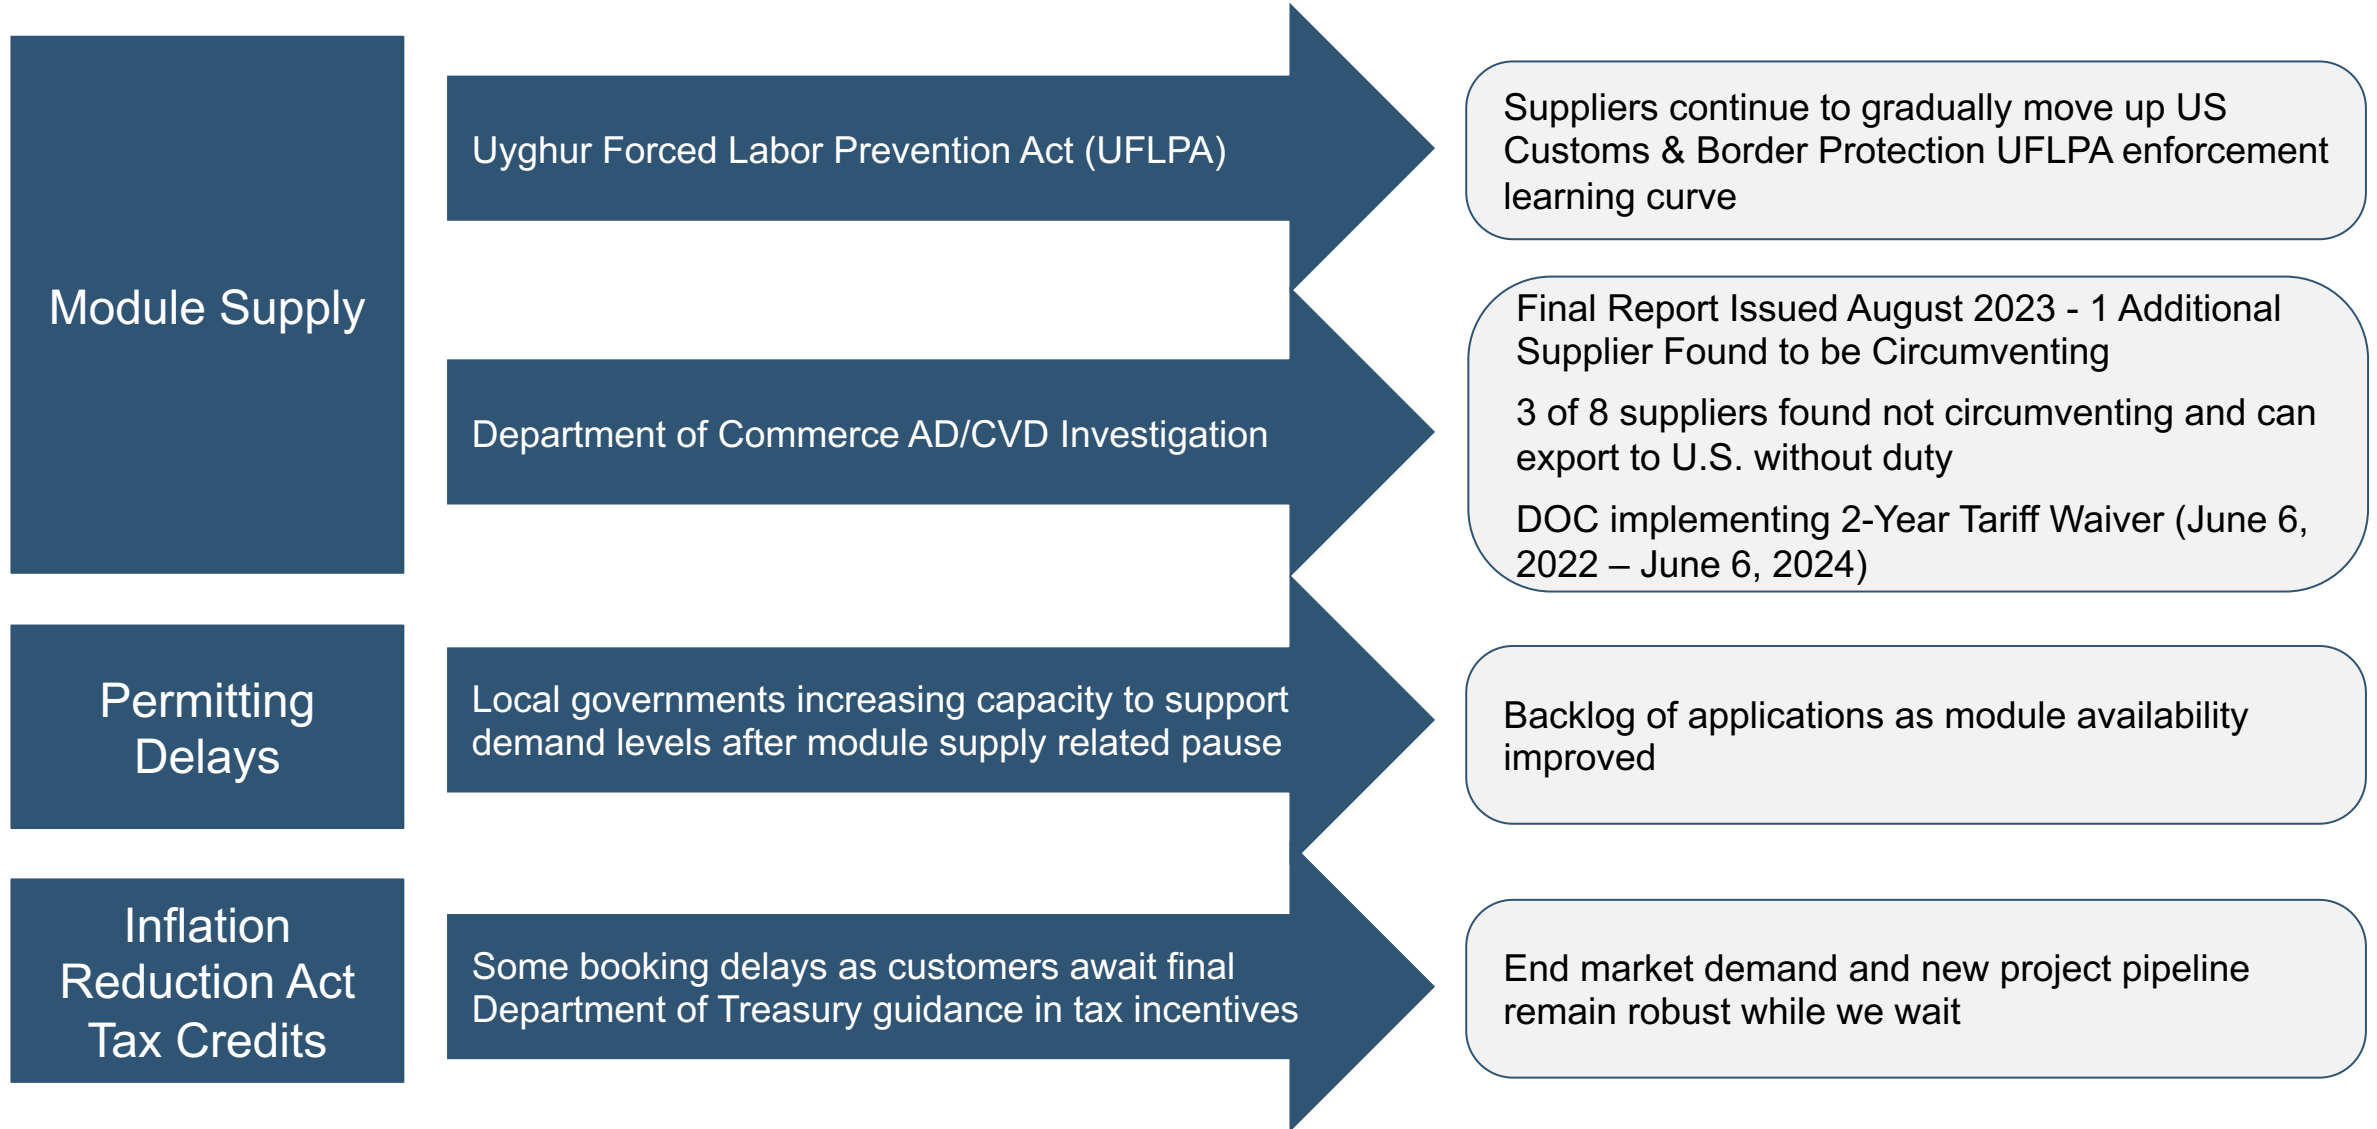 Module Supply
Uyghur Forced Labor Prevention Act (UFLPA)
Suppliers continue to gradually move up US
Customs & Border Protection UFLPA enforcement
learning curve
Department of Commerce AD/CVD Investigation
Final Report Issued August 2023 - 1 Additional
Supplier Found to be Circumventing
3 of 8 suppliers found not circumventing and can
export to U.S. without duty
DOC implementing 2-Year Tariff Waiver (June 6,
2022 – June 6, 2024)
Permitting
Delays
Local governments increasing capacity to support
demand levels after module supply related pause
Backlog of applications as module availability
improved
Inflation
Reduction Act
Tax Credits
Some booking delays as customers await final
Department of Treasury guidance in tax incentives
End market demand and new project pipeline
remain robust while we wait